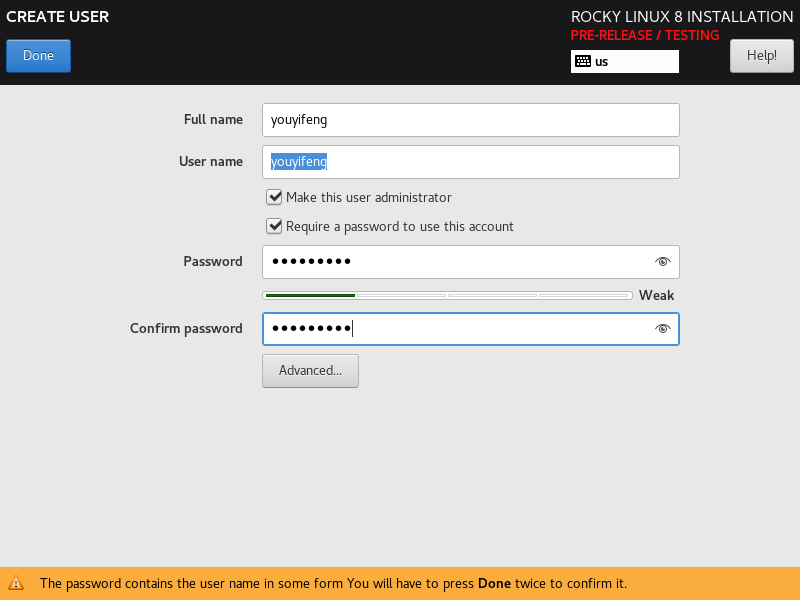 CREATE USER
ROCKY LINUX 8 INSTALLATION
PRE-RELEASE / TESTING
Done
us
Help!
Full name
youyifeng
User name
youyifeng
Make this user administrator
Require a password to use this account
Password
●●●●●●●●●
Weak
Confirm password
●●●●●●●●●
Advanced...
The password contains the user name in some form You will have to press Done twice to confirm it.